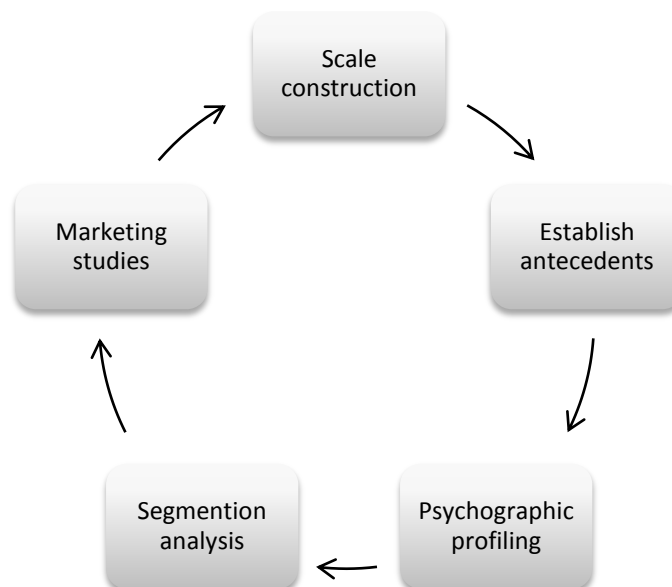 Scale
construction
Establish
antecedents
Psychographic
profiling
Segmention
analysis
Marketing
studies